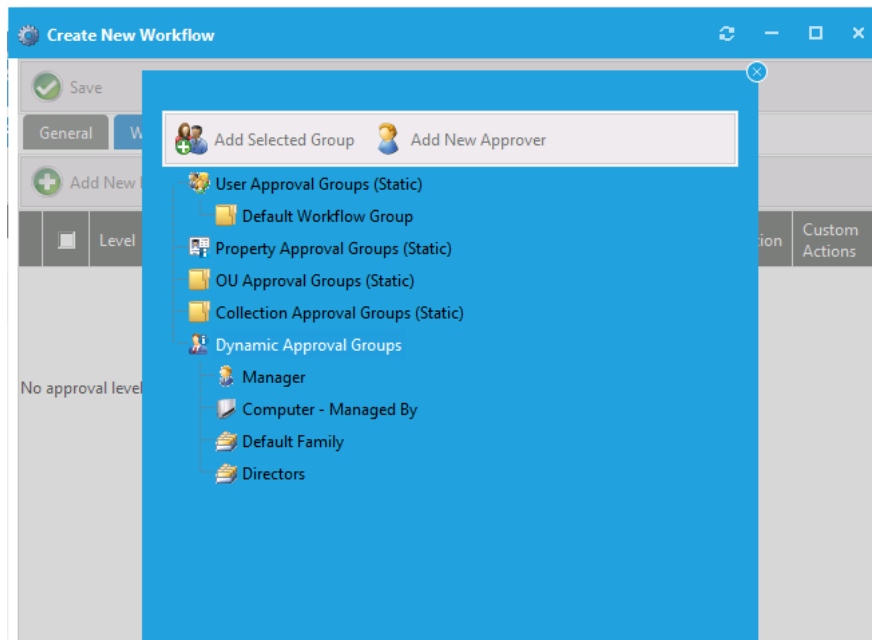 Create New Workflow
Save
General W
Add New
Level
Custom
Actions
No approval level
Add Selected Group Add New Approver
User Approval Groups (Static)
Default Workflow Group
Property Approval Groups (Static)
OU Approval Groups (Static)
Collection Approval Groups (Static)
Dynamic Approval Groups
Manager
Computer - Managed By
Default Family
Directors